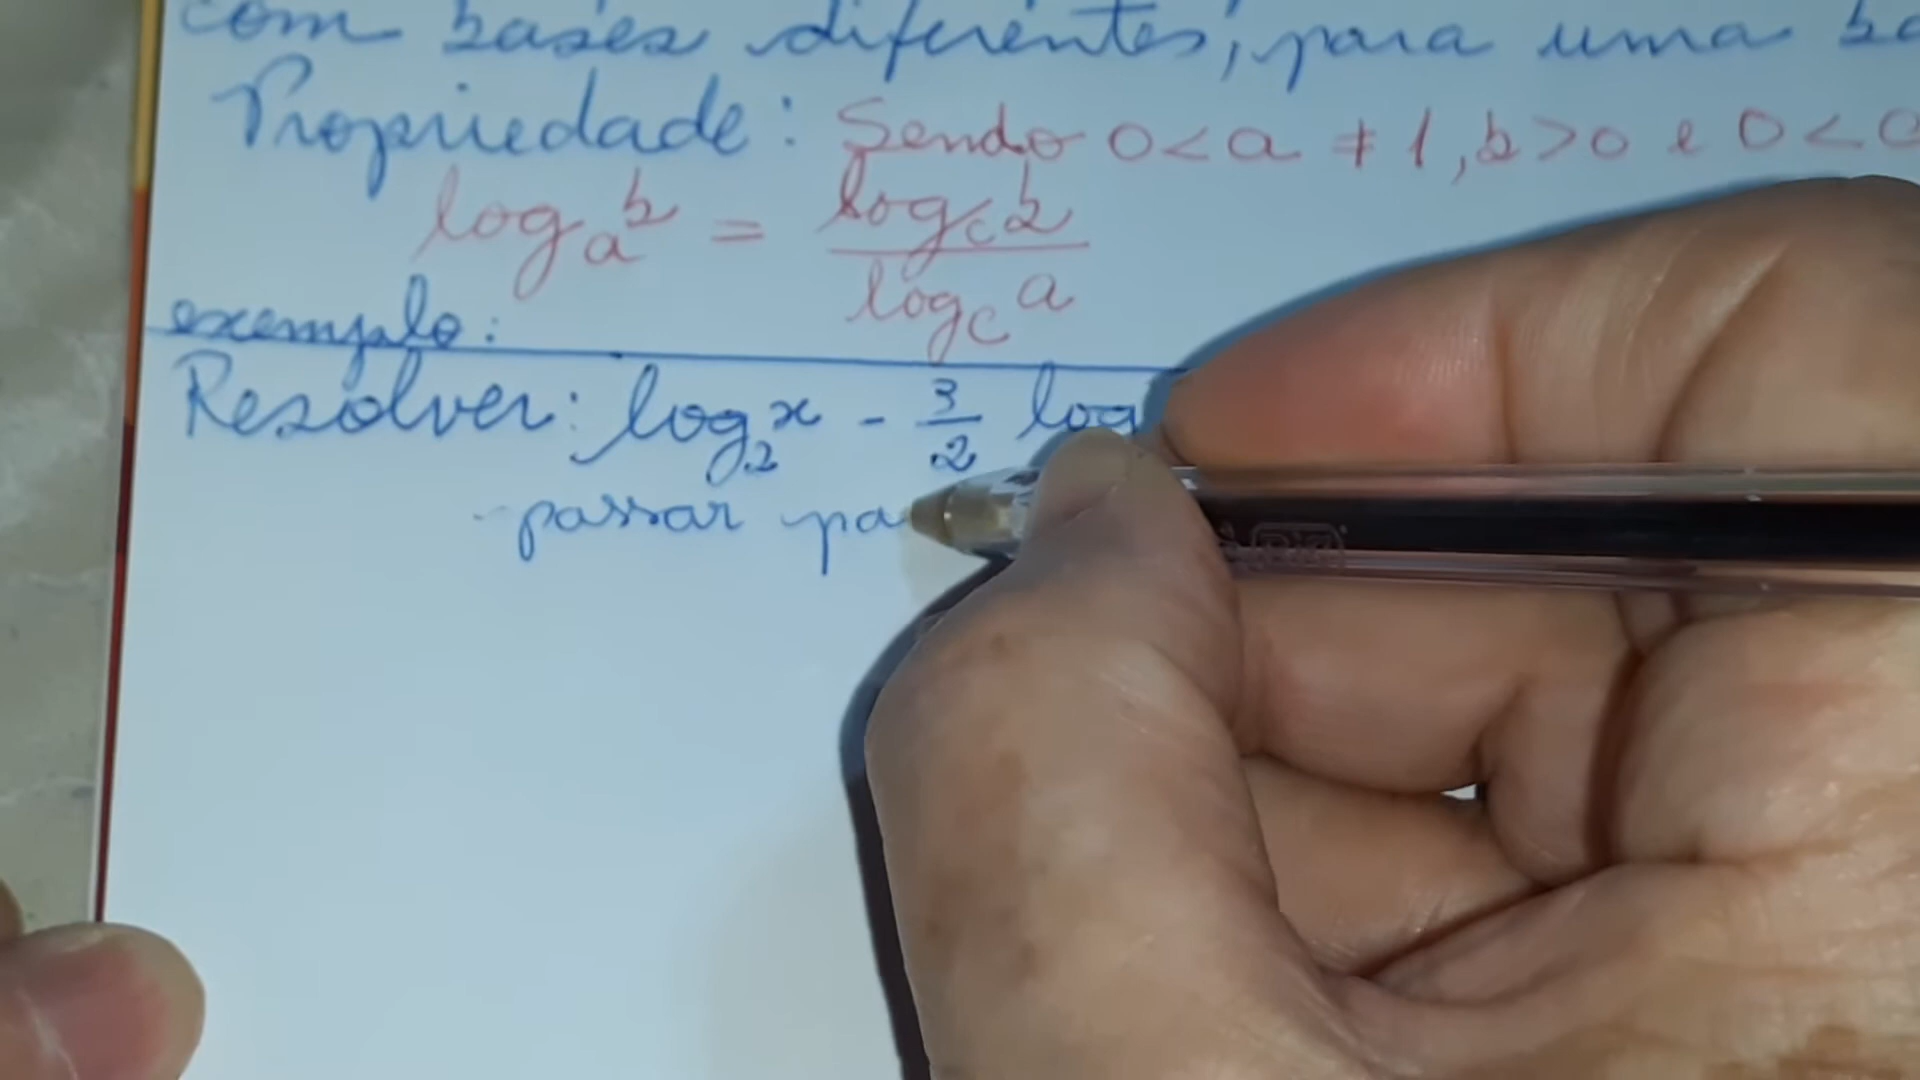 com bases diferentes, para uma ba
Propriedade: Sendo 0 < a ≠ 1, b > 0 e 0 < c
log_a b = log_c b / log_c a
exemplo:
Resolver: log_2 x - 3/2 log
passar pa
BIC